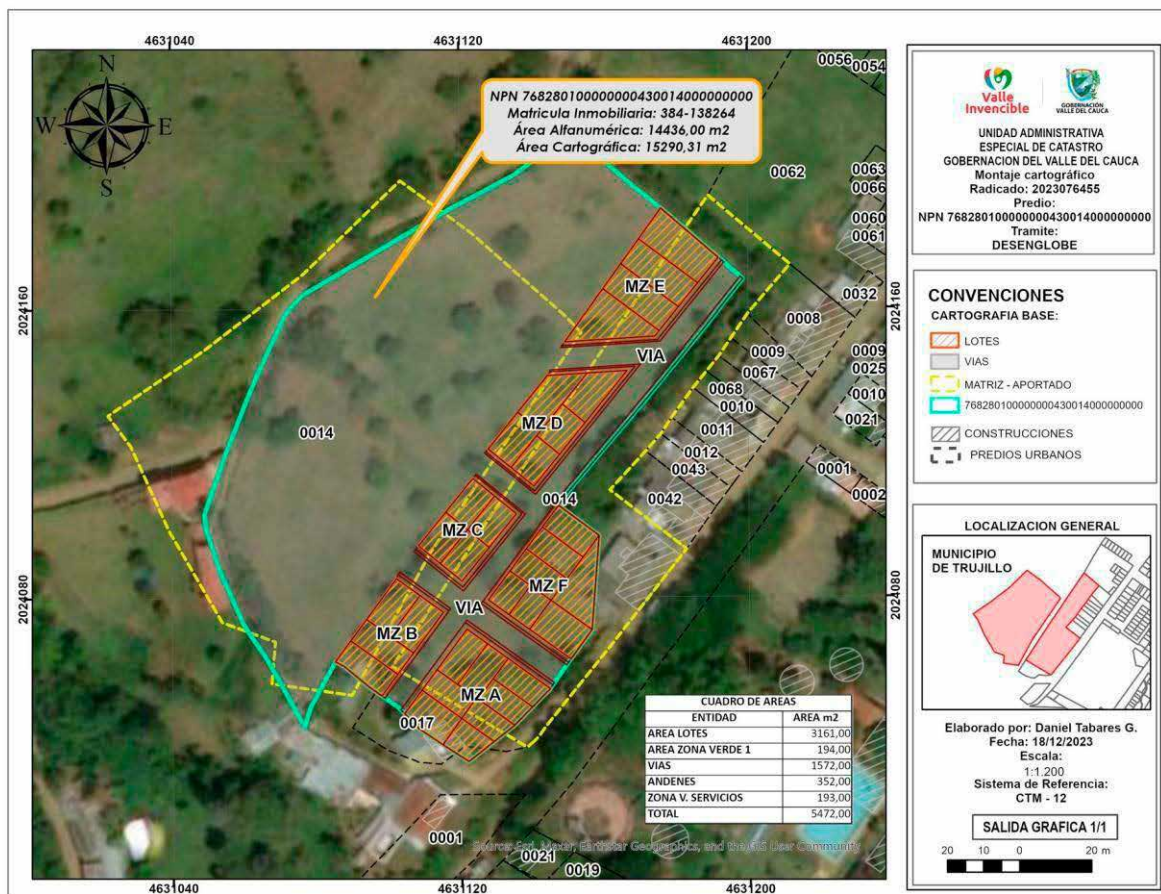 4631040 4631120 4631200
N
W E
S
2024160
2024080
NPN 768280100000000430014000000000
Matricula Inmobiliaria: 384-138264
Área Alfanumérica: 14436,00 m2
Área Cartográfica: 15290,31 m2
0056
0054
0062
0063
0066
0060
0061
MZ E
0032
0008
VIA
0009
0067
0068
0010
0009
0025
0010
0021
MZ D
0014
0011
0012
0043
0042
0001
0002
0014
MZ C
MZ F
VIA
MZ B
MZ A
0017
0001
0021
0019
CUADRO DE AREAS
ENTIDAD AREA m2
AREA LOTES 3161,00
AREA ZONA VERDE 1 194,00
VIAS 1572,00
ANDENES 352,00
ZONA V. SERVICIOS 193,00
TOTAL 5472,00
Source: Esri, Maxar, Earthstar Geographics, and the GIS User Community
4631040 4631120 4631200
2024160
2024080
Valle
Invencible
GOBERNACIÓN
VALLE DEL CAUCA
UNIDAD ADMINISTRATIVA
ESPECIAL DE CATASTRO
GOBERNACION DEL VALLE DEL CAUCA
Montaje cartográfico
Radicado: 2023076455
Predio:
NPN 768280100000000430014000000000
Tramite:
DESENGLOBE
CONVENCIONES
CARTOGRAFIA BASE:
LOTES
VIAS
MATRIZ - APORTADO
768280100000000430014000000000
CONSTRUCCIONES
PREDIOS URBANOS
LOCALIZACION GENERAL
MUNICIPIO
DE TRUJILLO
Elaborado por: Daniel Tabares G.
Fecha: 18/12/2023
Escala:
1:1.200
Sistema de Referencia:
CTM - 12
SALIDA GRAFICA 1/1
20 10 0 20 m